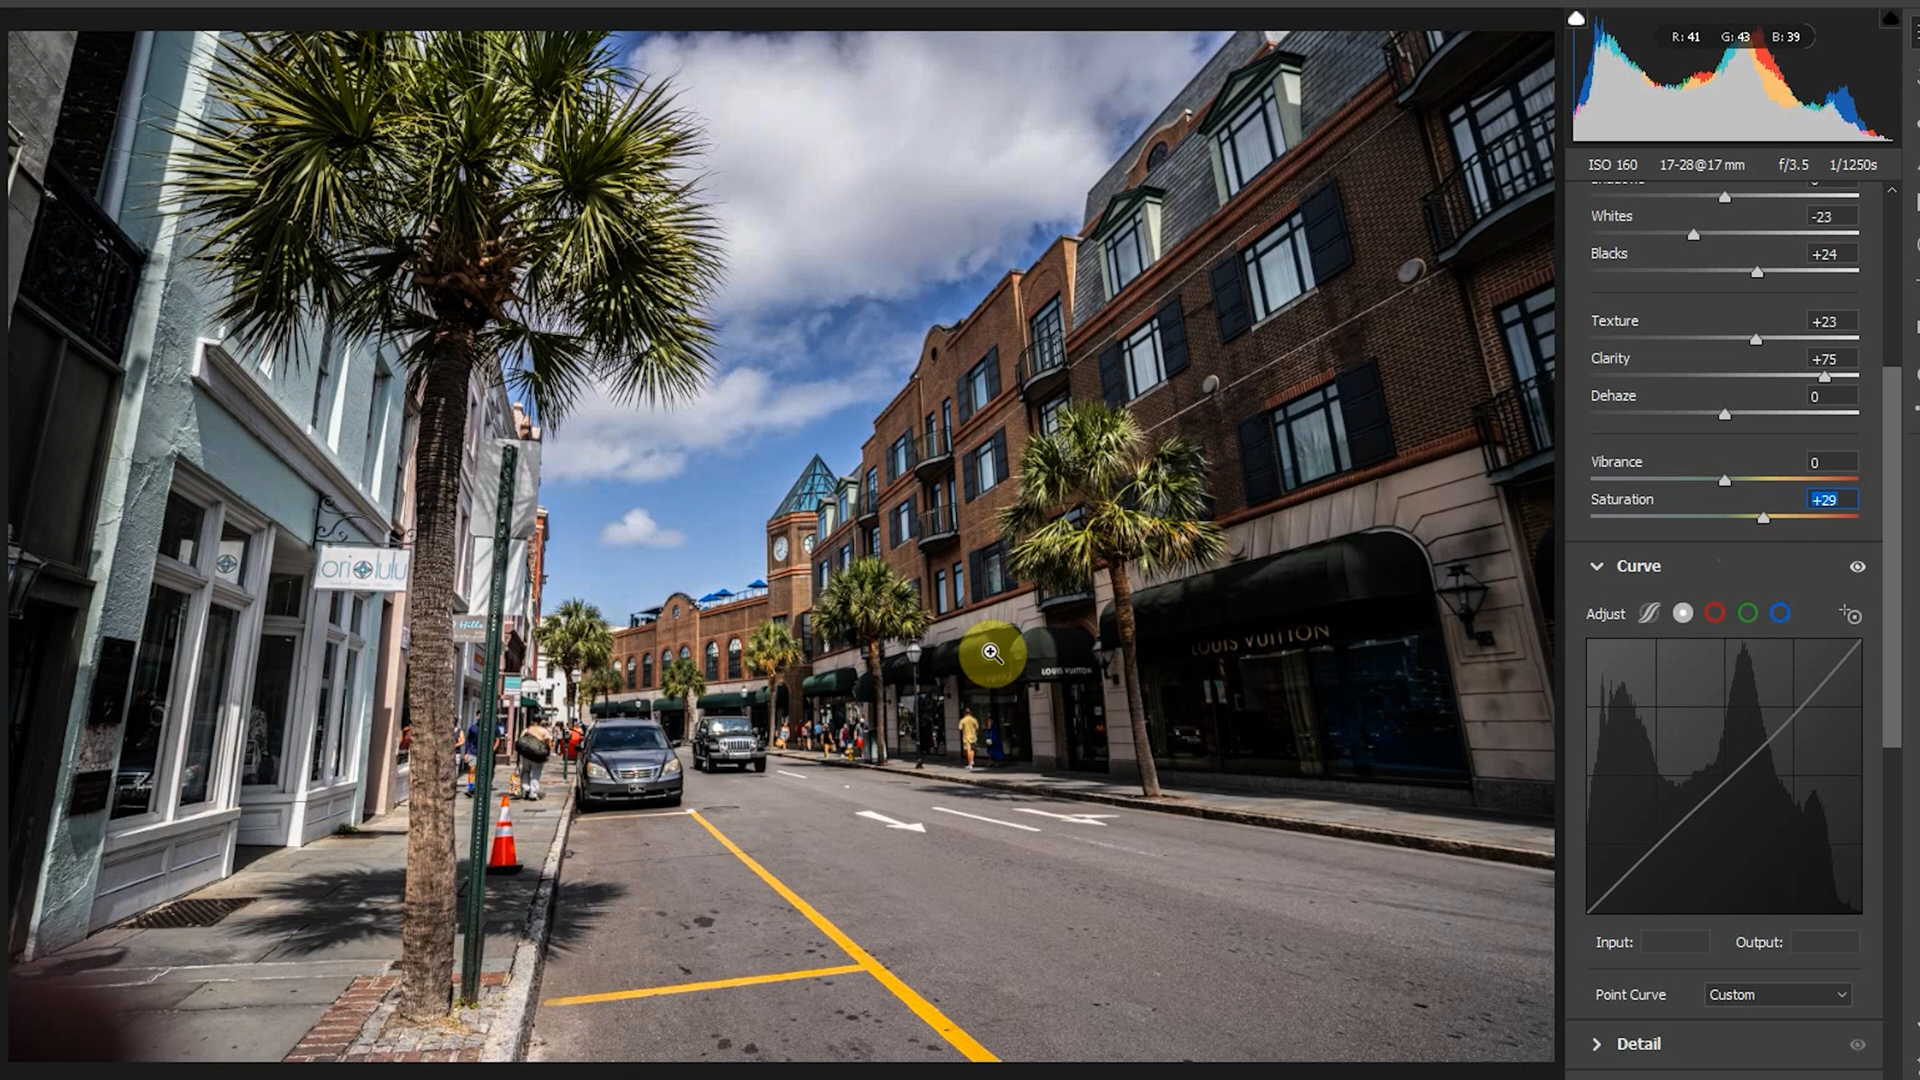 R: 41 G: 43 B: 39
ISO 160 17-28@17 mm f/3.5 1/1250s
Whites -23
Blacks +24
Texture +23
Clarity +75
Dehaze 0
Vibrance 0
Saturation +29
Curve
Adjust
Input: Output:
Point Curve Custom
Detail
lori lulu
LOUIS VUITTON
LOUIS VUITTON